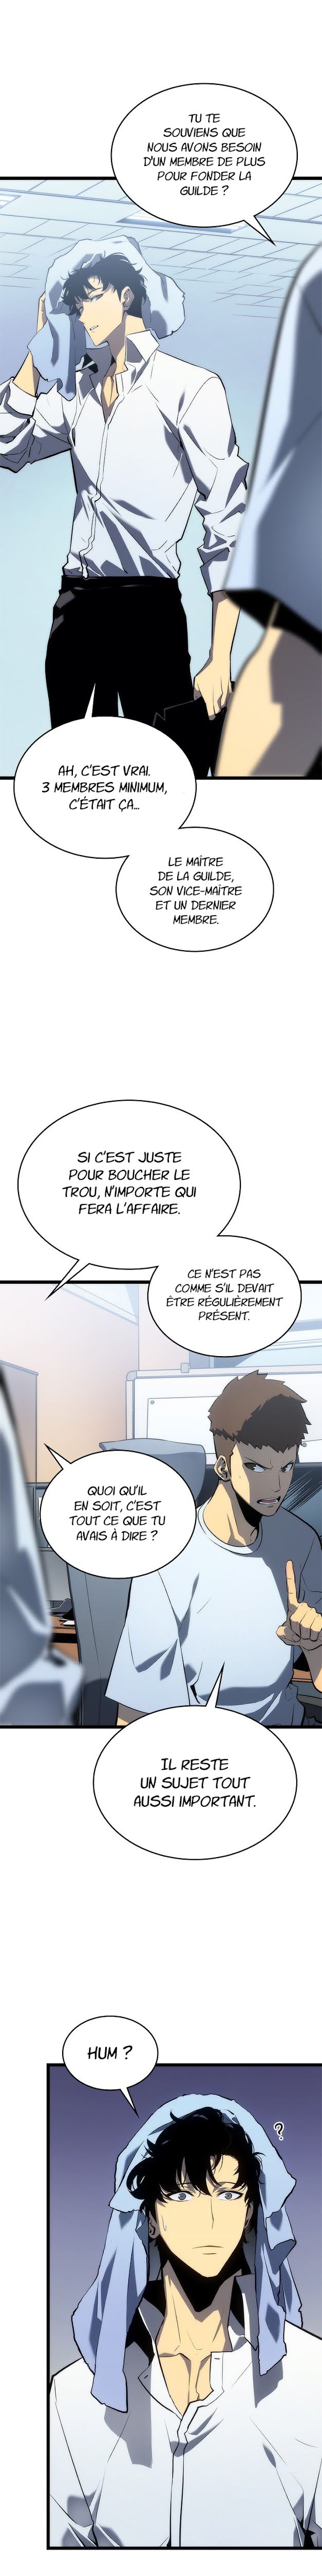 TU TE
SOUVIENS QUE
NOUS AVONS BESOIN
D'UN MEMBRE DE PLUS
POUR FONDER LA
GUILDE ?
AH, C'EST VRAI.
3 MEMBRES MINIMUM,
C'ÉTAIT ÇA...
LE MAÎTRE
DE LA GUILDE,
SON VICE-MAÎTRE
ET UN DERNIER
MEMBRE.
SI C'EST JUSTE
POUR BOUCHER LE
TROU, N'IMPORTE QUI
FERA L'AFFAIRE.
CE N'EST PAS
COMME S'IL DEVAIT
ÊTRE RÉGULIÈREMENT
PRÉSENT.
QUOI QU'IL
EN SOIT, C'EST
TOUT CE QUE TU
AVAIS À DIRE ?
IL RESTE
UN SUJET TOUT
AUSSI IMPORTANT.
HUM ?
?